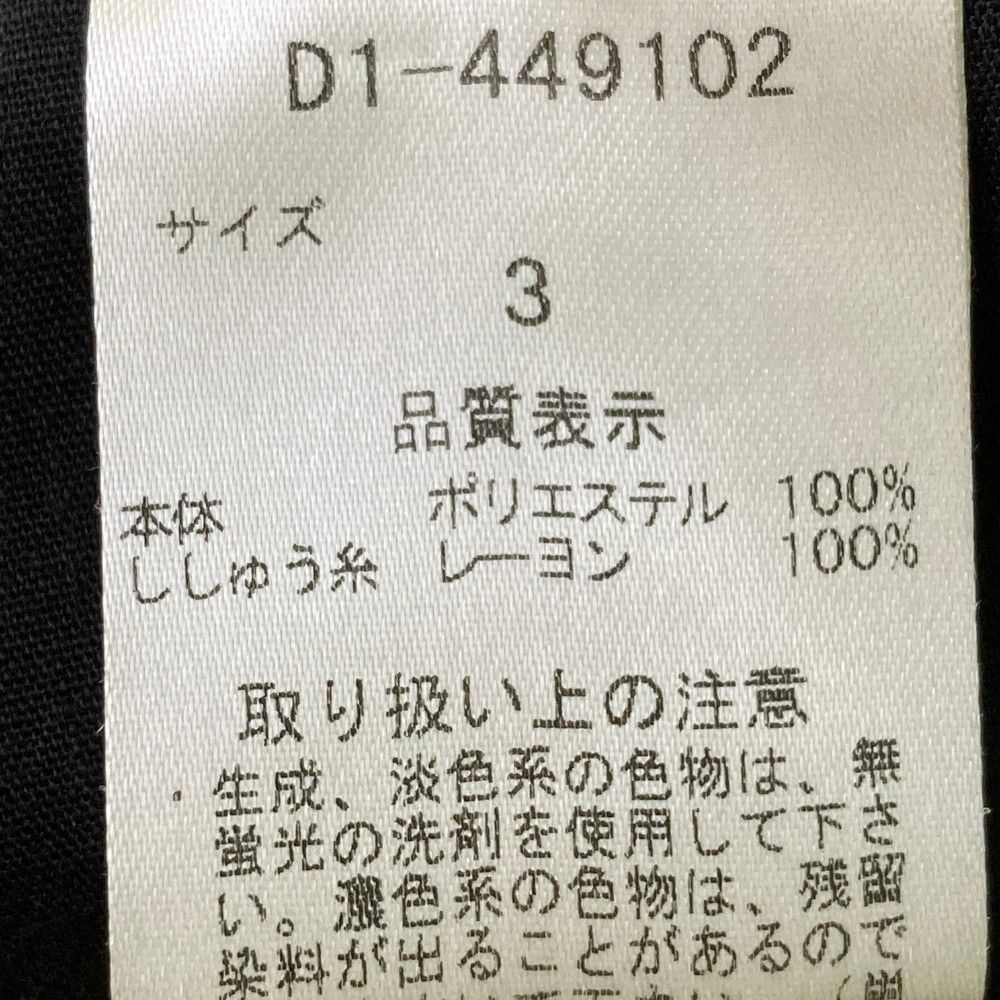 D1-449102
サイズ
3
品質表示
本体 ポリエステル 100%
ししゅう糸 レーヨン 100%
取り扱い上の注意
・生成、淡色系の色物は、無
蛍光の洗剤を使用して下さ
い。濃色系の色物は、残留
染料が出ることがあるので